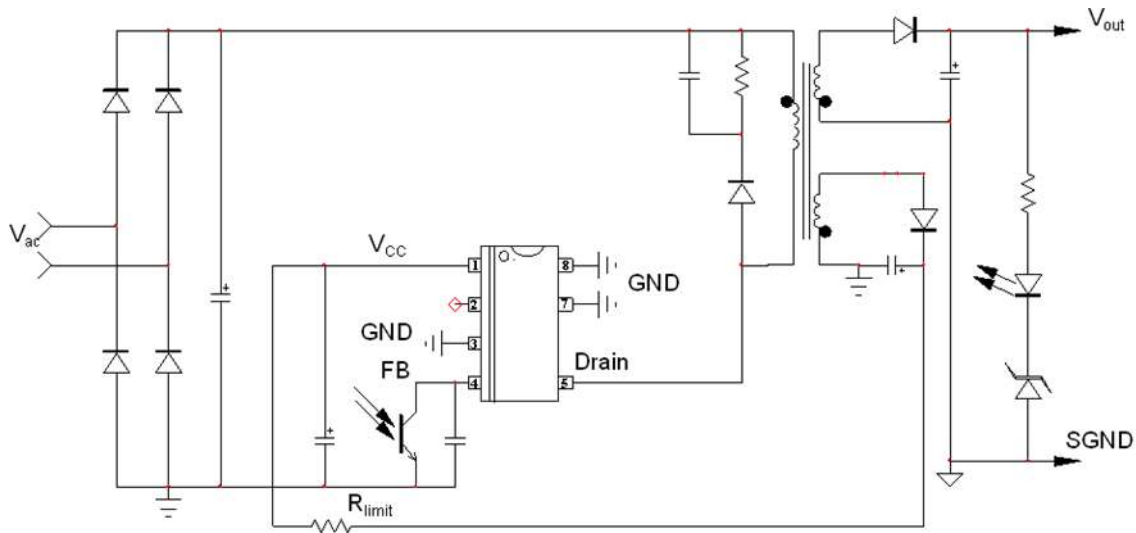 Vout
Vac
VCC
1
8
GND
2
7
GND
3
Drain
FB
4
5
SGND
Rlimit
+
+
+
+